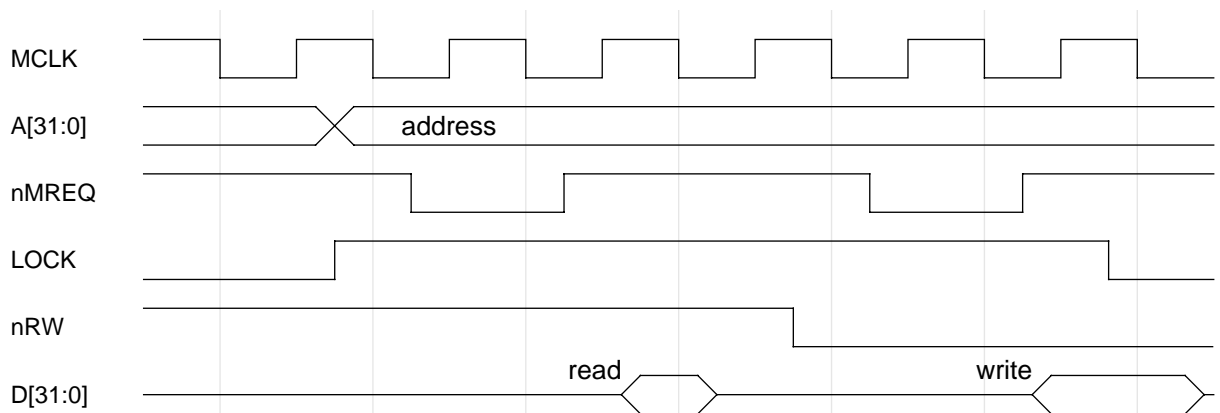 MCLK
A[31:0] address
nMREQ
LOCK
nRW
read write
D[31:0]